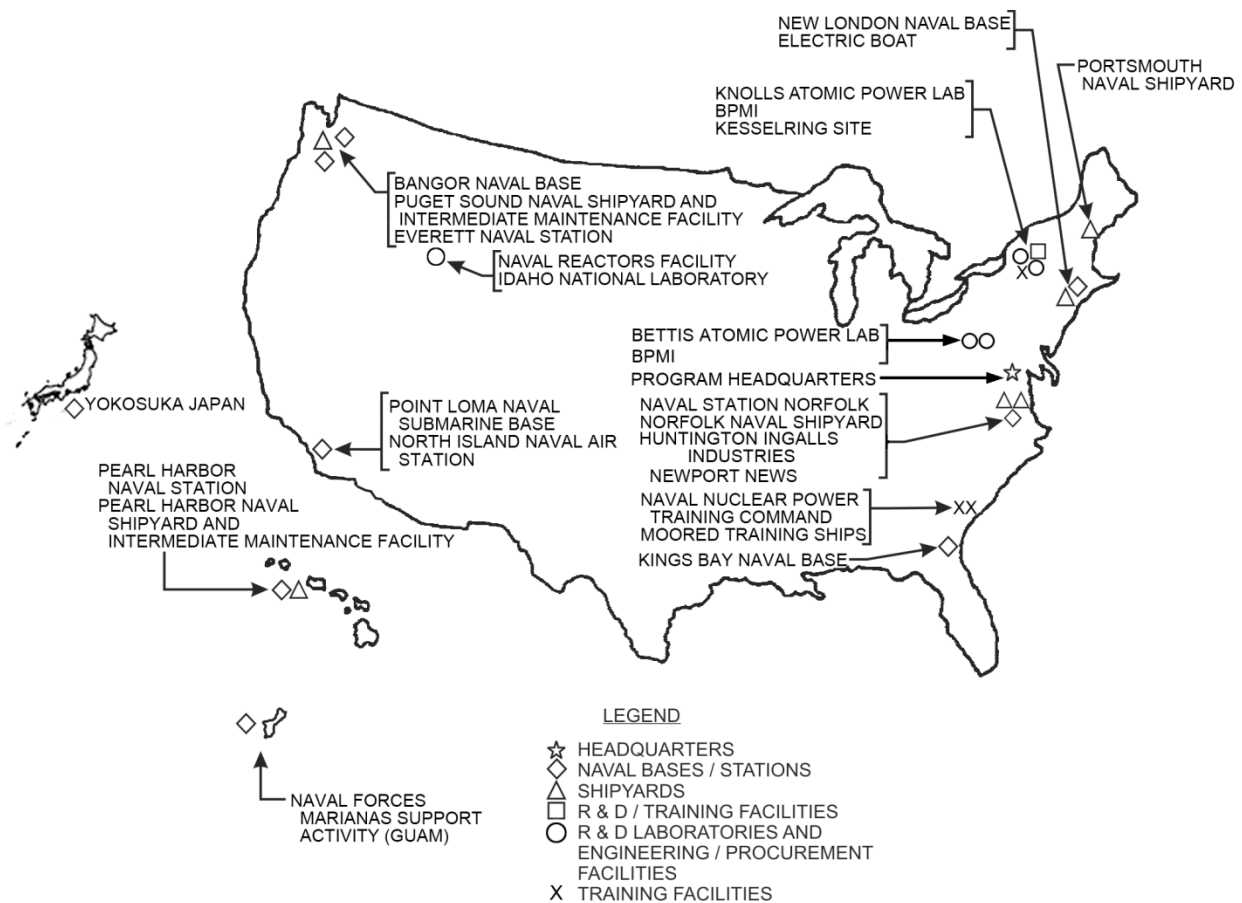 NEW LONDON NAVAL BASE
ELECTRIC BOAT
PORTSMOUTH
NAVAL SHIPYARD
KNOLLS ATOMIC POWER LAB
BPMI
KESSELRING SITE
BANGOR NAVAL BASE
PUGET SOUND NAVAL SHIPYARD AND
INTERMEDIATE MAINTENANCE FACILITY
EVERETT NAVAL STATION
NAVAL REACTORS FACILITY
IDAHO NATIONAL LABORATORY
BETTIS ATOMIC POWER LAB
BPMI
PROGRAM HEADQUARTERS
YOKOSUKA JAPAN
POINT LOMA NAVAL
SUBMARINE BASE
NORTH ISLAND NAVAL AIR
STATION
NAVAL STATION NORFOLK
NORFOLK NAVAL SHIPYARD
HUNTINGTON INGALLS
INDUSTRIES
NEWPORT NEWS
PEARL HARBOR
NAVAL STATION
PEARL HARBOR NAVAL
SHIPYARD AND
INTERMEDIATE MAINTENANCE FACILITY
NAVAL NUCLEAR POWER
TRAINING COMMAND
MOORED TRAINING SHIPS
KINGS BAY NAVAL BASE
NAVAL FORCES
MARIANAS SUPPORT
ACTIVITY (GUAM)
LEGEND
HEADQUARTERS
NAVAL BASES / STATIONS
SHIPYARDS
R & D / TRAINING FACILITIES
R & D LABORATORIES AND
ENGINEERING / PROCUREMENT
FACILITIES
X TRAINING FACILITIES